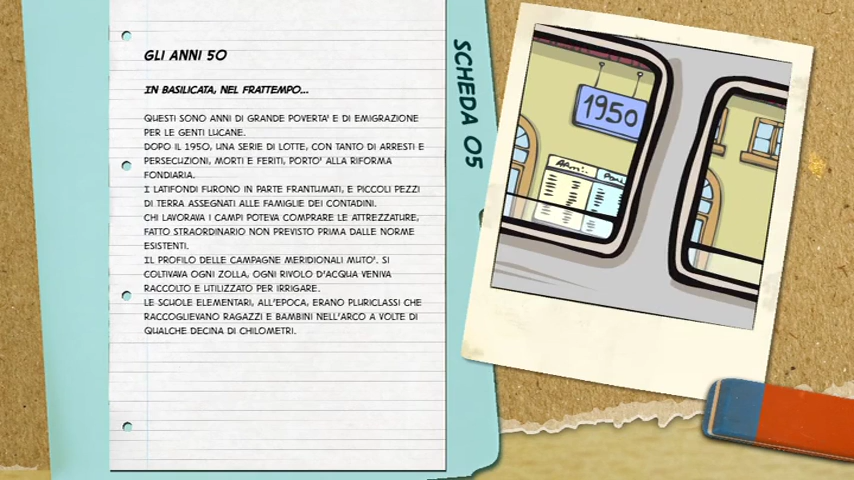 GLI ANNI 50
IN BASILICATA, NEL FRATTEMPO...
QUESTI SONO ANNI DI GRANDE POVERTA' E DI EMIGRAZIONE
PER LE GENTI LUCANE.
DOPO IL 1950, UNA SERIE DI LOTTE, CON TANTO DI ARRESTI E
PERSECUZIONI, MORTI E FERITI, PORTO' ALLA RIFORMA
FONDIARIA.
I LATIFONDI FURONO IN PARTE FRANTUMATI, E PICCOLI PEZZI
DI TERRA ASSEGNATI ALLE FAMIGLIE DEI CONTADINI.
CHI LAVORAVA I CAMPI POTEVA COMPRARE LE ATTREZZATURE,
FATTO STRAORDINARIO NON PREVISTO PRIMA DALLE NORME
ESISTENTI.
IL PROFILO DELLE CAMPAGNE MERIDIONALI MUTO'. SI
COLTIVAVA OGNI ZOLLA, OGNI RIVOLO D'ACQUA VENIVA
RACCOLTO E UTILIZZATO PER IRRIGARE.
LE SCUOLE ELEMENTARI, ALL'EPOCA, ERANO PLURICLASSI CHE
RACCOGLIEVANO RAGAZZI E BAMBINI NELL'ARCO A VOLTE DI
QUALCHE DECINA DI CHILOMETRI.
SCHEDA 05
1950